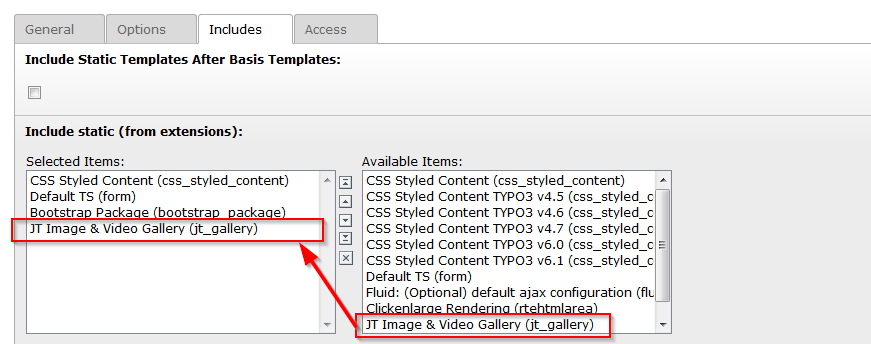 General
Options
Includes
Access
Include Static Templates After Basis Templates:
Include static (from extensions):
Selected Items:
CSS Styled Content (css_styled_content)
Default TS (form)
Bootstrap Package (bootstrap_package)
JT Image & Video Gallery (jt_gallery)
Available Items:
CSS Styled Content (css_styled_content)
CSS Styled Content TYPO3 v4.5 (css_styled_c
CSS Styled Content TYPO3 v4.6 (css_styled_c
CSS Styled Content TYPO3 v4.7 (css_styled_c
CSS Styled Content TYPO3 v6.0 (css_styled_c
CSS Styled Content TYPO3 v6.1 (css_styled_c
Default TS (form)
Fluid: (Optional) default ajax configuration (flu
Clickenlarge Rendering (rtehtmlarea)
JT Image & Video Gallery (jt_gallery)